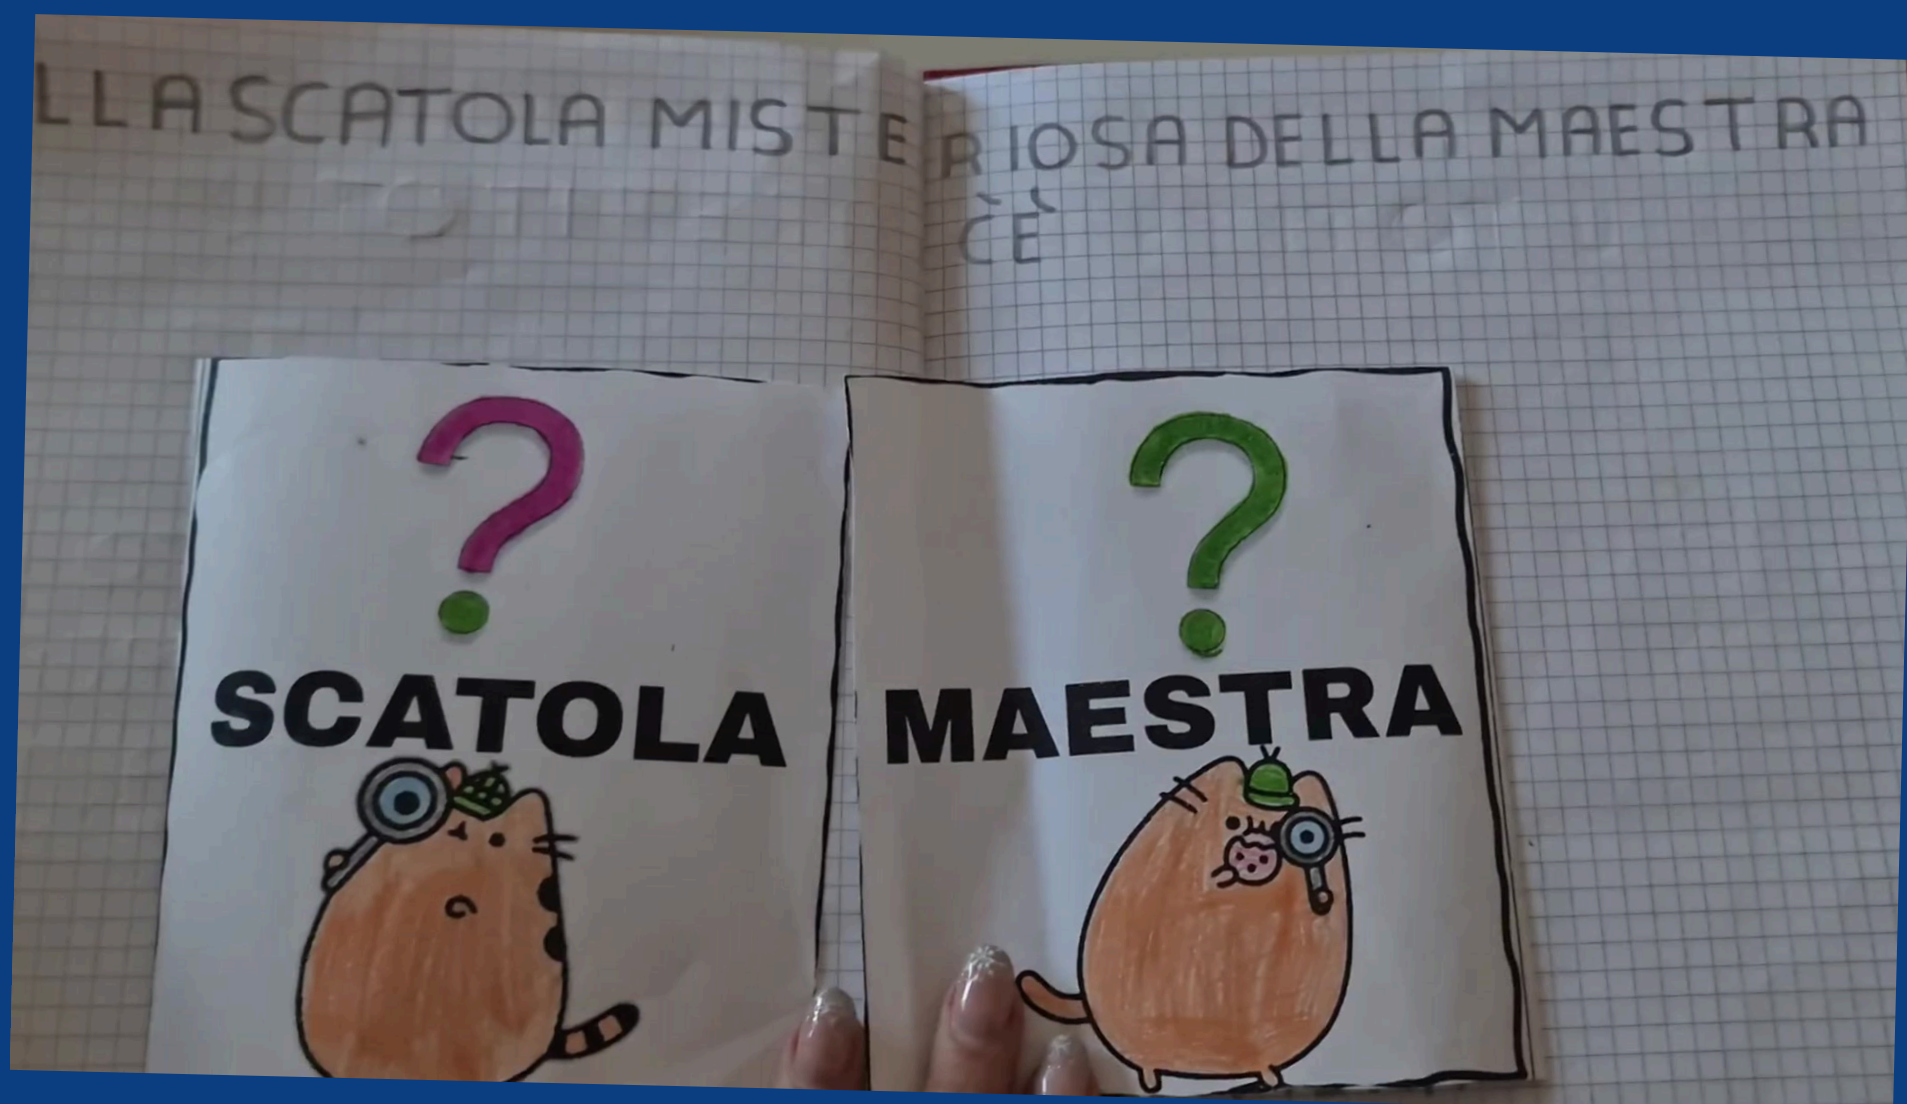 LLA SCATOLA MISTERIOSA DELLA MAESTRA
C'È
?
?
SCATOLA
MAESTRA